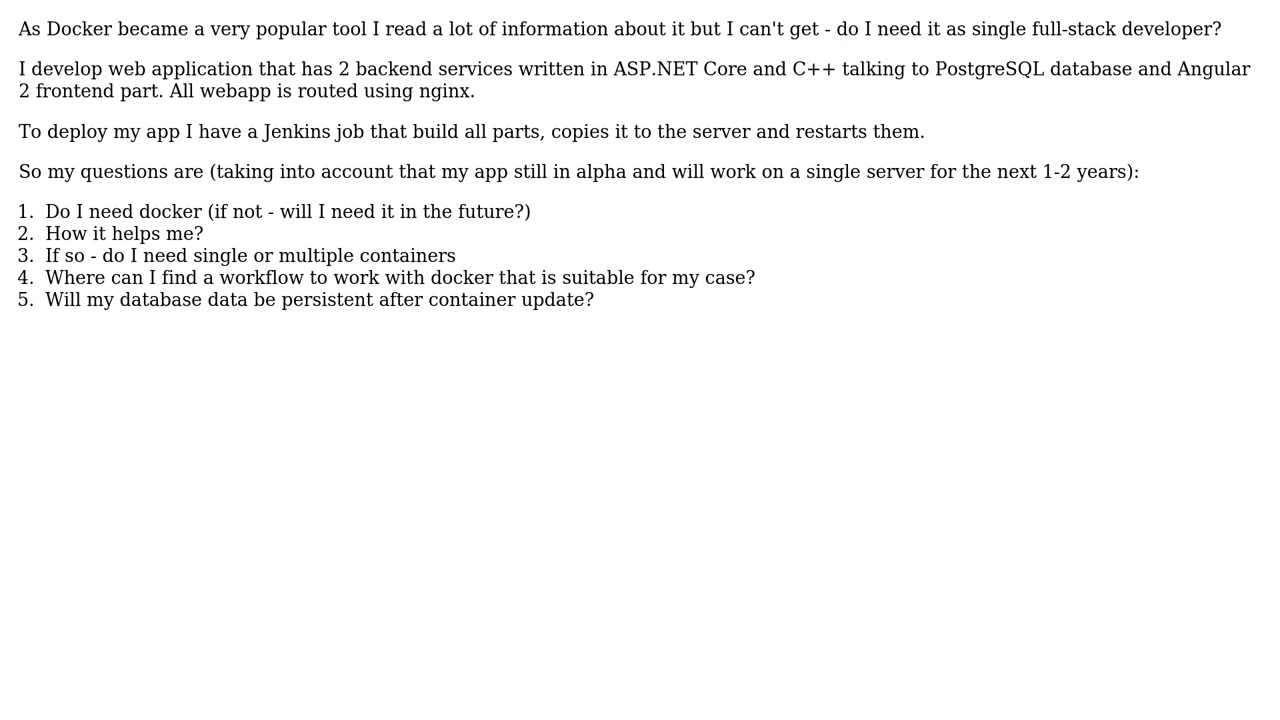 As Docker became a very popular tool I read a lot of information about it but I can't get - do I need it as single full-stack developer?
I develop web application that has 2 backend services written in ASP.NET Core and C++ talking to PostgreSQL database and Angular
2 frontend part. All webapp is routed using nginx.
To deploy my app I have a Jenkins job that build all parts, copies it to the server and restarts them.
So my questions are (taking into account that my app still in alpha and will work on a single server for the next 1-2 years):
1. Do I need docker (if not - will I need it in the future?)
2. How it helps me?
3. If so - do I need single or multiple containers
4. Where can I find a workflow to work with docker that is suitable for my case?
5. Will my database data be persistent after container update?